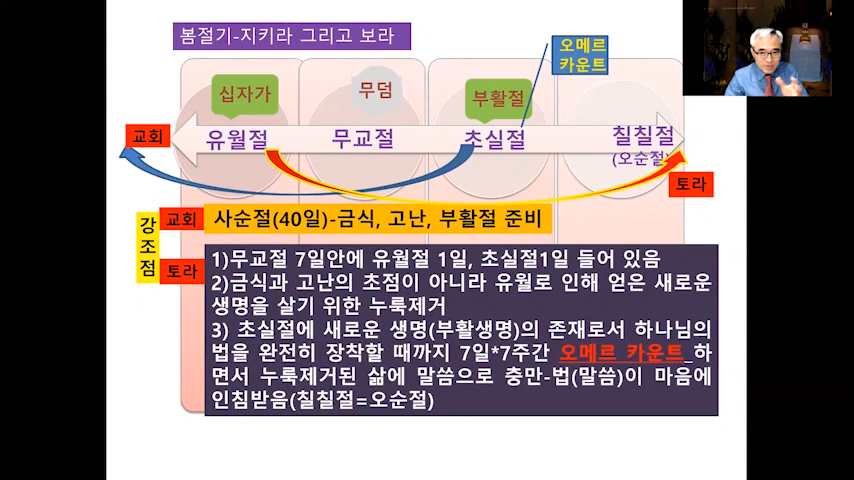 봄절기-지키라 그리고 보라
오메르
카운트
십자가
무덤
부활절
교회
유월절
무교절
초실절
칠칠절
(오순절)
토라
강조점
교회
사순절(40일)-금식, 고난, 부활절 준비
토라
1)무교절 7일안에 유월절 1일, 초실절1일 들어 있음
2)금식과 고난의 초점이 아니라 유월로 인해 얻은 새로운
생명을 살기 위한 누룩제거
3) 초실절에 새로운 생명(부활생명)의 존재로서 하나님의
법을 완전히 장착할 때까지 7일*7주간 오메르 카운트 하
면서 누룩제거된 삶에 말씀으로 충만-법(말씀)이 마음에
인침받음(칠칠절=오순절)